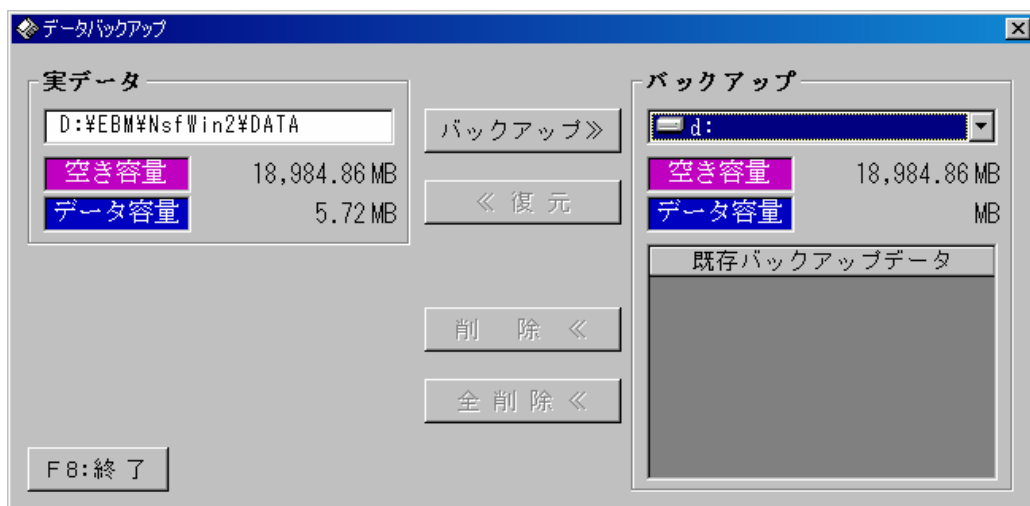 データバックアップ
実データ
D:¥EBM¥NsfWin2¥DATA
空き容量 18,984.86MB
データ容量 5.72MB
バックアップ≫
≪ 復 元
削 除 ≪
全 削 除 ≪
F8:終 了
バックアップ
d:
空き容量 18,984.86MB
データ容量 MB
既存バックアップデータ